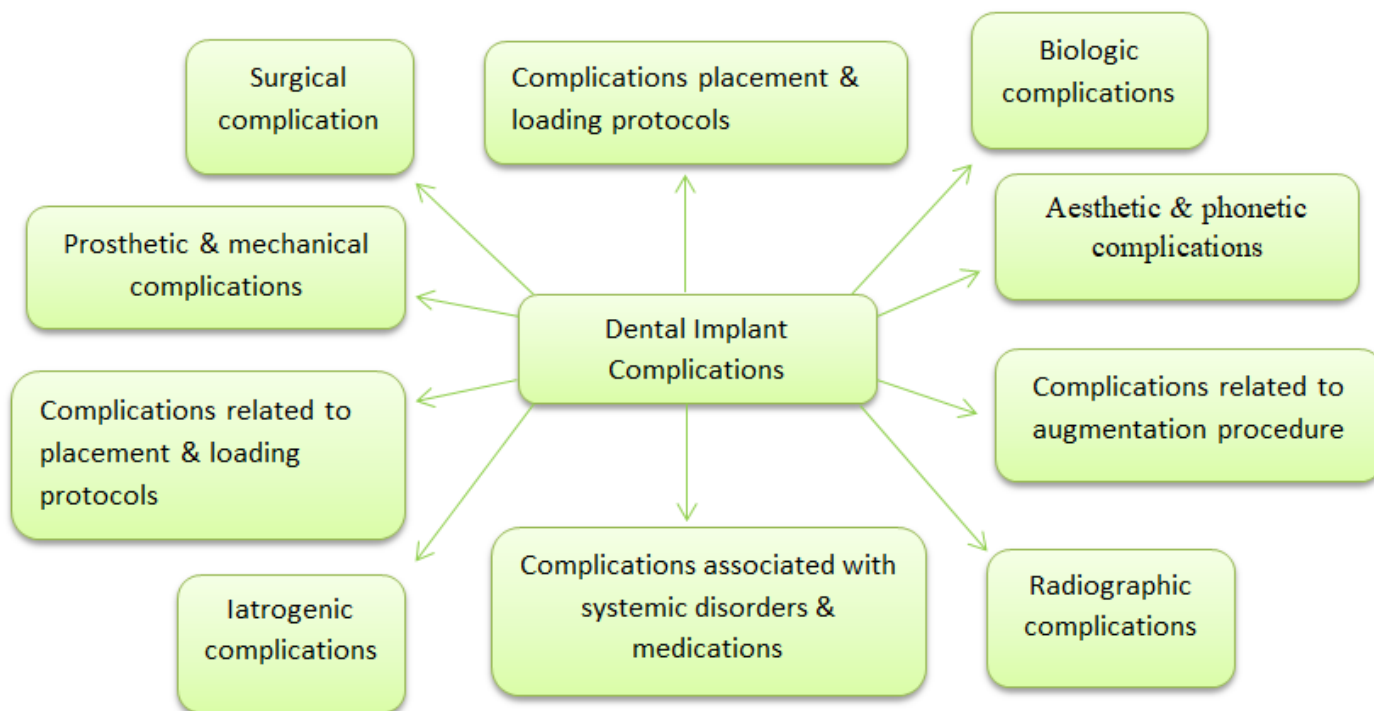 Surgical
complication
Complications placement &
loading protocols
Biologic
complications
Prosthetic & mechanical
complications
Aesthetic & phonetic
complications
Dental Implant
Complications
Complications related to
placement & loading
protocols
Complications related to
augmentation procedure
Iatrogenic
complications
Complications associated with
systemic disorders &
medications
Radiographic
complications